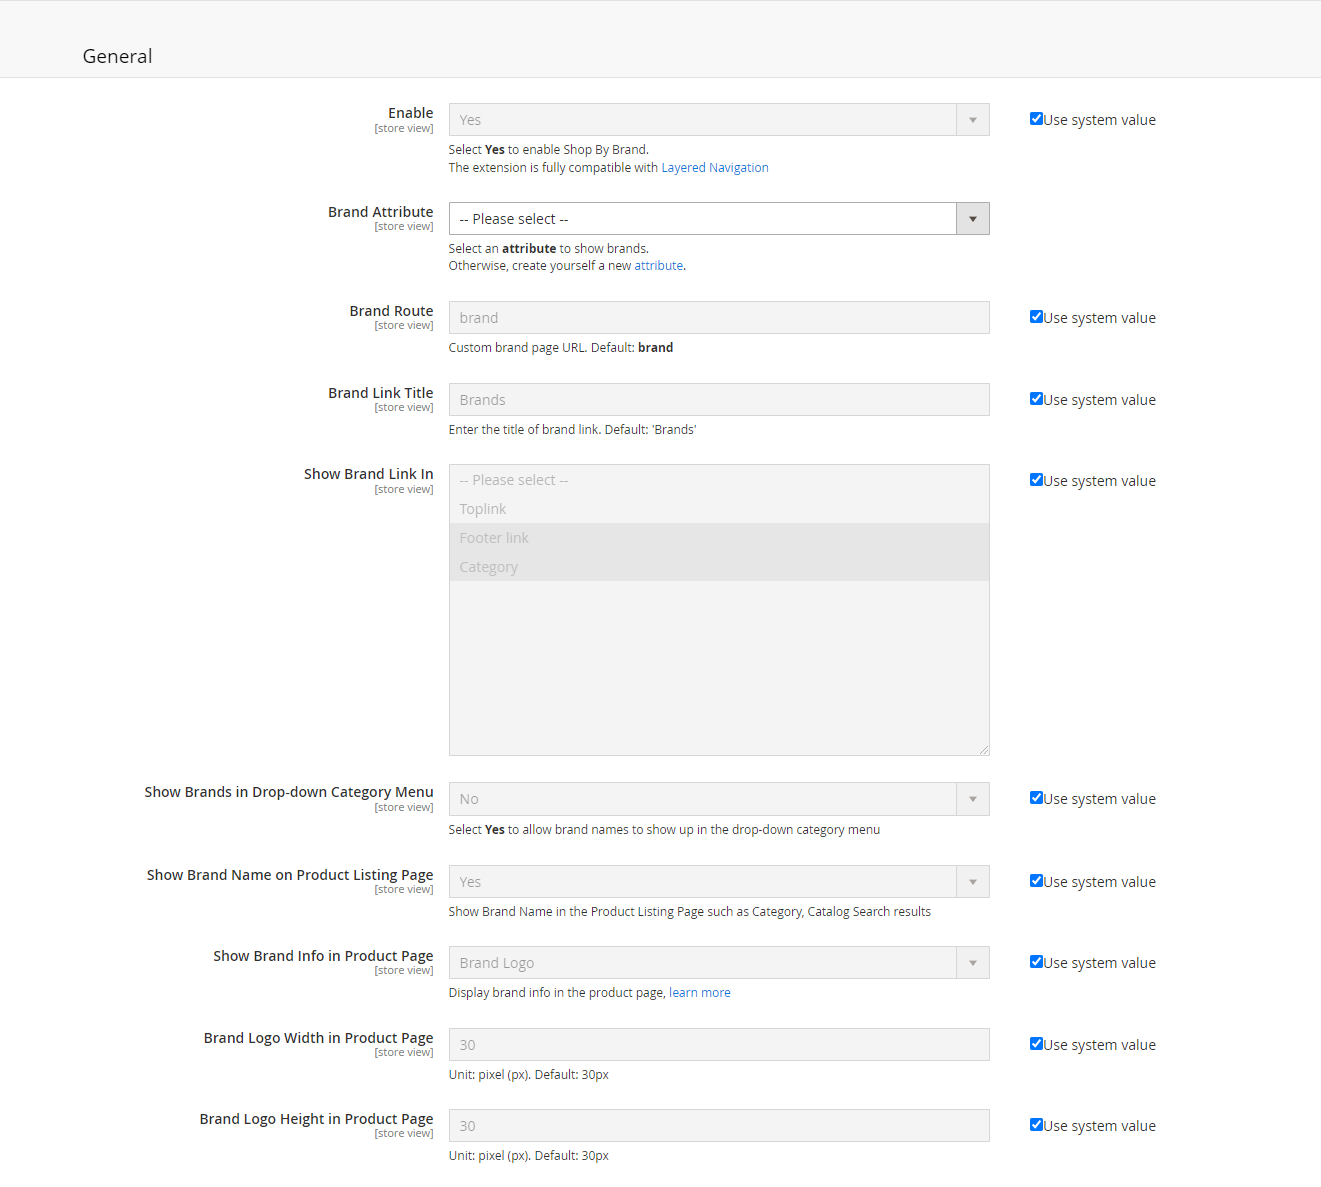 General
Enable
[store view]
Yes
Use system value
Select Yes to enable Shop By Brand.
The extension is fully compatible with Layered Navigation
Brand Attribute
[store view]
-- Please select --
Select an attribute to show brands.
Otherwise, create yourself a new attribute.
Brand Route
[store view]
brand
Use system value
Custom brand page URL. Default: brand
Brand Link Title
[store view]
Brands
Use system value
Enter the title of brand link. Default: 'Brands'
Show Brand Link In
[store view]
-- Please select --
Toplink
Footer link
Category
Use system value
Show Brands in Drop-down Category Menu
[store view]
No
Use system value
Select Yes to allow brand names to show up in the drop-down category menu
Show Brand Name on Product Listing Page
[store view]
Yes
Use system value
Show Brand Name in the Product Listing Page such as Category, Catalog Search results
Show Brand Info in Product Page
[store view]
Brand Logo
Use system value
Display brand info in the product page, learn more
Brand Logo Width in Product Page
[store view]
30
Use system value
Unit: pixel (px). Default: 30px
Brand Logo Height in Product Page
[store view]
30
Use system value
Unit: pixel (px). Default: 30px